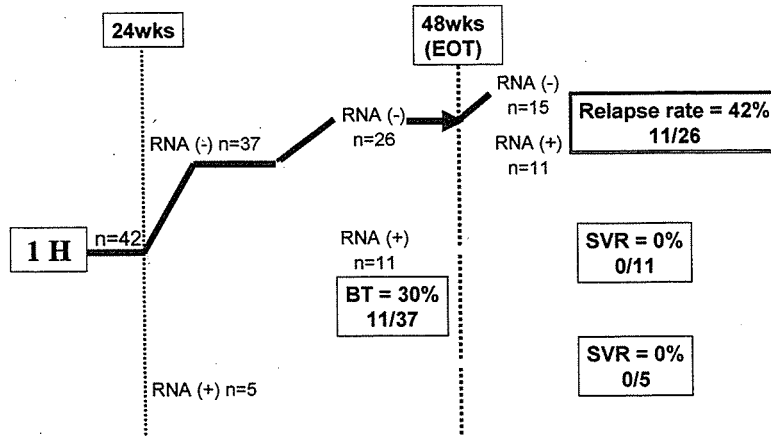 24wks
48wks
(EOT)
RNA (-)
n=15
RNA (-)
n=26
Relapse rate = 42%
11/26
RNA (-) n=37
RNA (+)
n=11
1 H
n=42
RNA (+)
n=11
SVR = 0%
0/11
BT = 30%
11/37
SVR = 0%
0/5
RNA (+) n=5